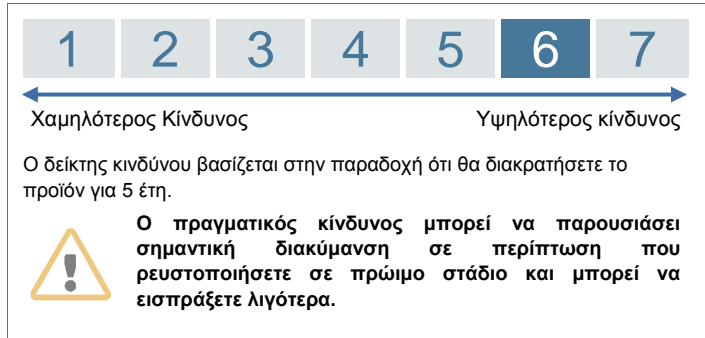 1 2 3 4 5 6 7
Χαμηλότερος Κίνδυνος Υψηλότερος κίνδυνος
Ο δείκτης κινδύνου βασίζεται στην παραδοχή ότι θα διακρατήσετε το
προϊόν για 5 έτη.
Ο πραγματικός κίνδυνος μπορεί να παρουσιάσει
σημαντική διακύμανση σε περίπτωση που
ρευστοποιήσετε σε πρώιμο στάδιο και μπορεί να
εισπράξετε λιγότερα.